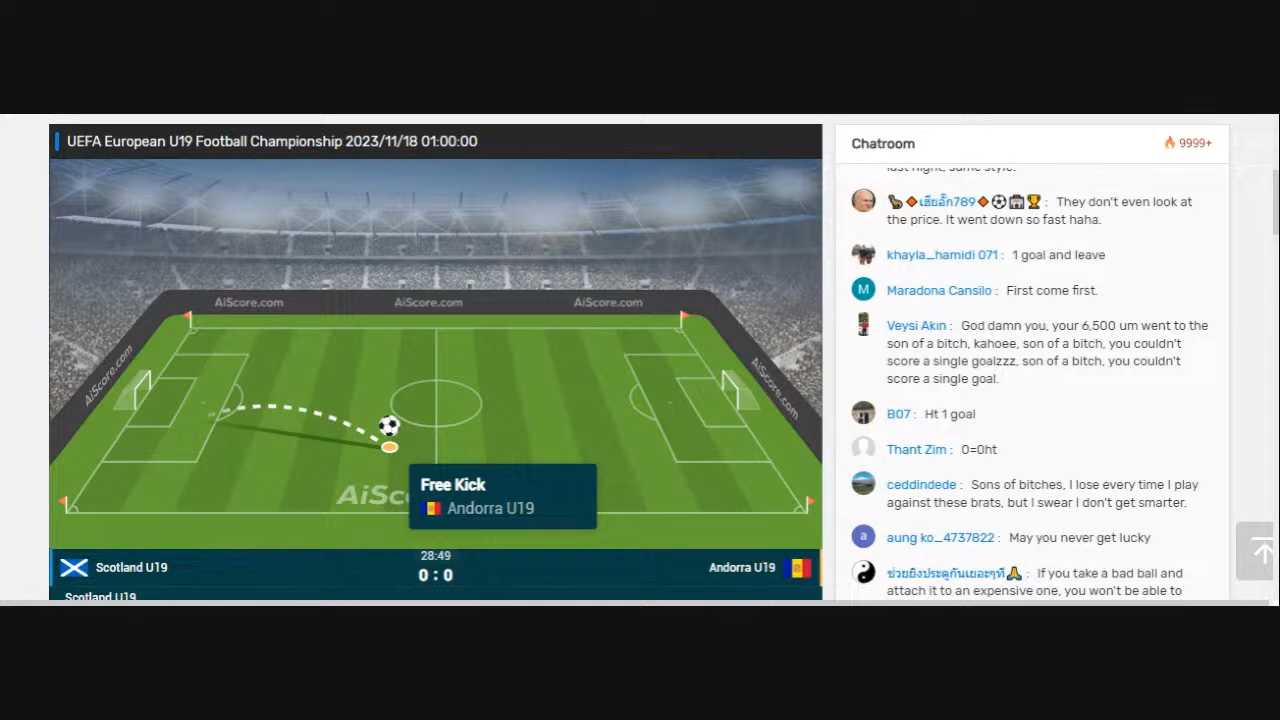 UEFA European U19 Football Championship 2023/11/18 01:00:00
AiScore.com AiScore.com AiScore.com
AiScore.com
AiScore.com
AiSco
Free Kick
Andorra U19
28:49
Scotland U19 0 : 0 Andorra U19
Scotland U19
Chatroom 9999+
last night, same style.
เฮียอั๊ก789 : They don't even look at
the price. It went down so fast haha.
khayla_hamidi 071 : 1 goal and leave
M
Maradona Cansilo : First come first.
Veysi Akın : God damn you, your 6,500 um went to the
son of a bitch, kahoee, son of a bitch, you couldn't
score a single goalzzz, son of a bitch, you couldn't
score a single goal.
B07 : Ht 1 goal
Thant Zim : 0=0ht
ceddindede : Sons of bitches, I lose every time I play
against these brats, but I swear I don't get smarter.
a
aung ko_4737822 : May you never get lucky
ช่วยยิงประตูกันเยอะๆที🙏 : If you take a bad ball and
attach it to an expensive one, you won't be able to